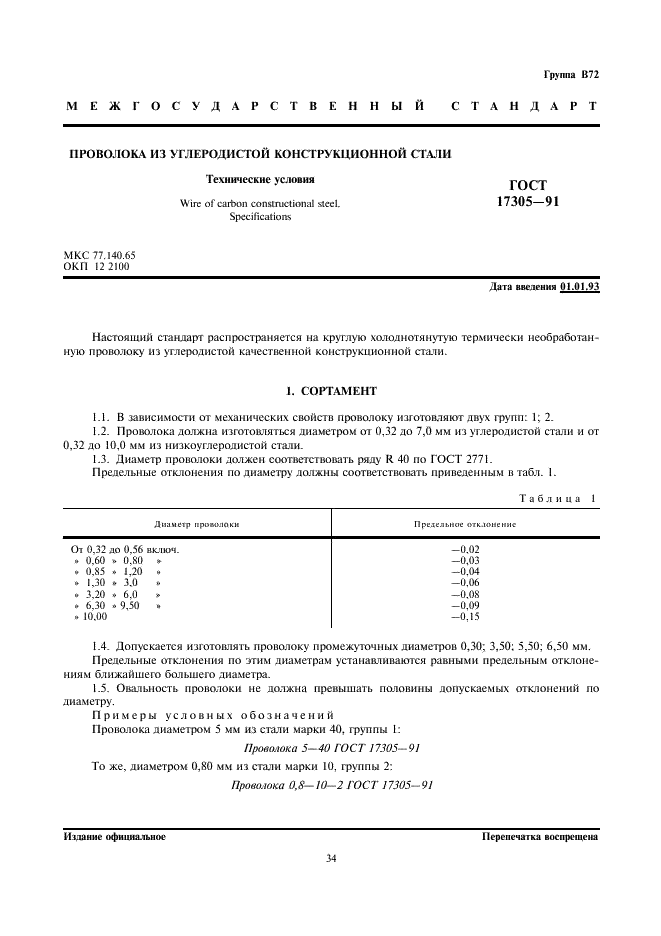 Группа В72
МЕЖГОСУДАРСТВЕННЫЙ СТАНДАРТ
ПРОВОЛОКА ИЗ УГЛЕРОДИСТОЙ КОНСТРУКЦИОННОЙ СТАЛИ
Технические условия
Wire of carbon constructional steel.
Specifications
ГОСТ
17305—91
МКС 77.140.65
ОКП 12 2100
Дата введения 01.01.93
Настоящий стандарт распространяется на круглую холоднотянутую термически необработан-
ную проволоку из углеродистой качественной конструкционной стали.
1. СОРТАМЕНТ
1.1. В зависимости от механических свойств проволоку изготовляют двух групп: 1; 2.
1.2. Проволока должна изготовляться диаметром от 0,32 до 7,0 мм из углеродистой стали и от
0,32 до 10,0 мм из низкоуглеродистой стали.
1.3. Диаметр проволоки должен соответствовать ряду R 40 по ГОСТ 2771.
Предельные отклонения по диаметру должны соответствовать приведенным в табл. 1.
Таблица 1
Диаметр проволоки Предельное отклонение
От 0,32 до 0,56 включ. —0,02
» 0,60 » 0,80 » —0,03
» 0,85 » 1,20 » —0,04
» 1,30 » 3,0 » —0,06
» 3,20 » 6,0 » —0,08
» 6,30 » 9,50 » —0,09
» 10,00 —0,15
1.4. Допускается изготовлять проволоку промежуточных диаметров 0,30; 3,50; 5,50; 6,50 мм.
Предельные отклонения по этим диаметрам устанавливаются равными предельным отклоне-
ниям ближайшего большего диаметра.
1.5. Овальность проволоки не должна превышать половины допускаемых отклонений по
диаметру.
Примеры условных обозначений
Проволока диаметром 5 мм из стали марки 40, группы 1:
Проволока 5—40 ГОСТ 17305—91
То же, диаметром 0,80 мм из стали марки 10, группы 2:
Проволока 0,8—10—2 ГОСТ 17305—91
Издание официальное Перепечатка воспрещена
34